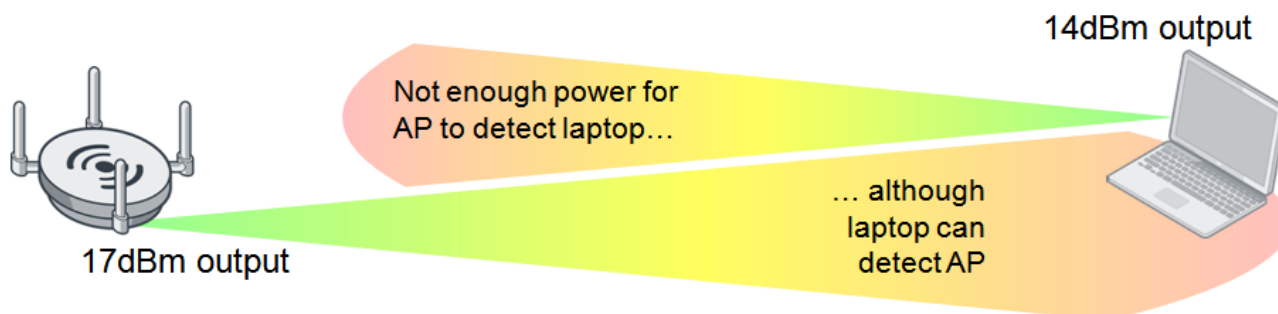 14dBm output
Not enough power for
AP to detect laptop…
… although
laptop can
detect AP
17dBm output